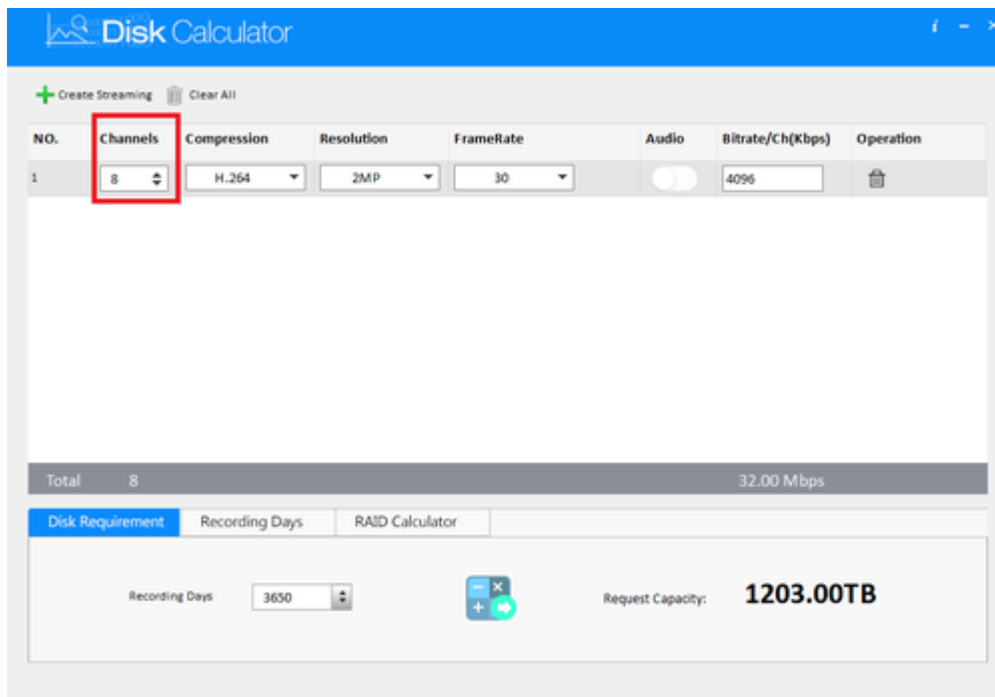 Disk Calculator
i
Create Streaming Clear All
NO. Channels Compression Resolution FrameRate Audio Bitrate/Ch(Kbps) Operation
1 8 H.264 2MP 30 4096
Total 8 32.00 Mbps
Disk Requirement Recording Days RAID Calculator
Recording Days 3650 Request Capacity: 1203.00TB